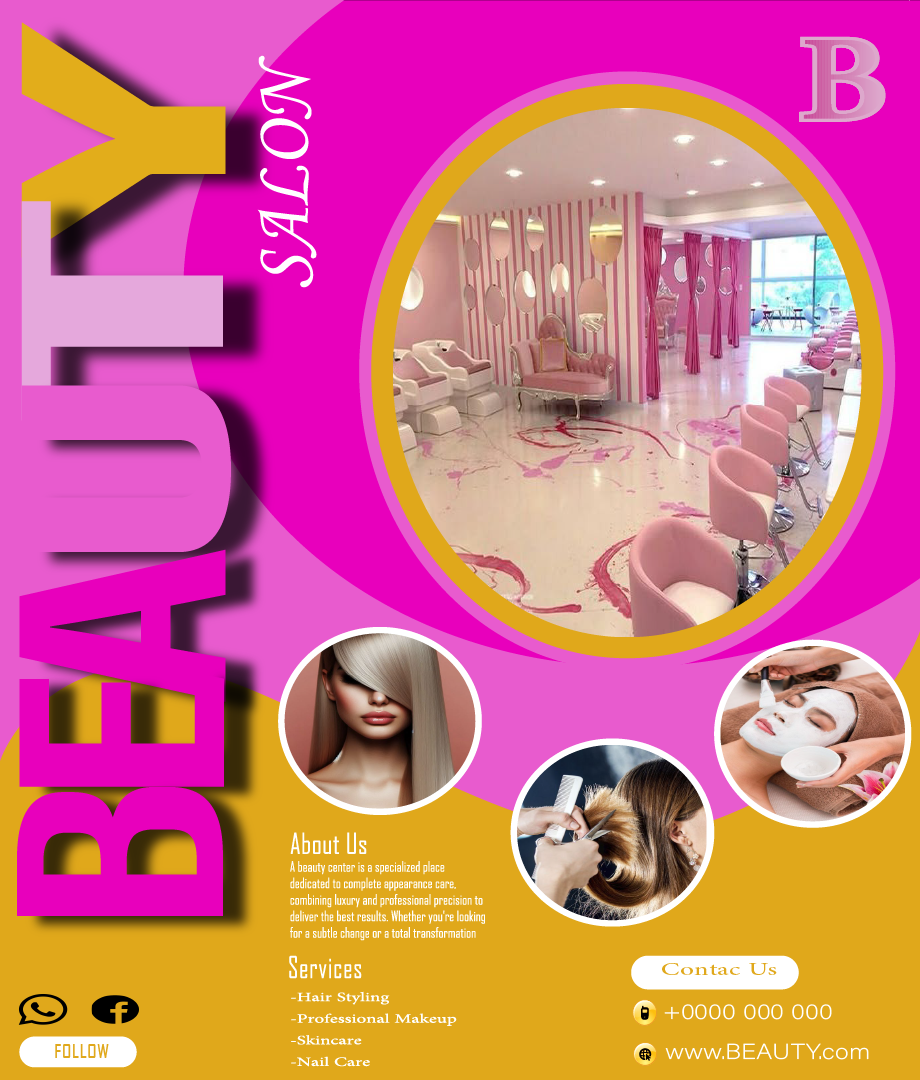 BEAUTY
SALON
B
About Us
A beauty center is a specialized place
dedicated to complete appearance care,
combining luxury and professional precision to
deliver the best results. Whether you're looking
for a subtle change or a total transformation
Services
-Hair Styling
-Professional Makeup
-Skincare
-Nail Care
FOLLOW
Contac Us
+0000 000 000
www.BEAUTY.com